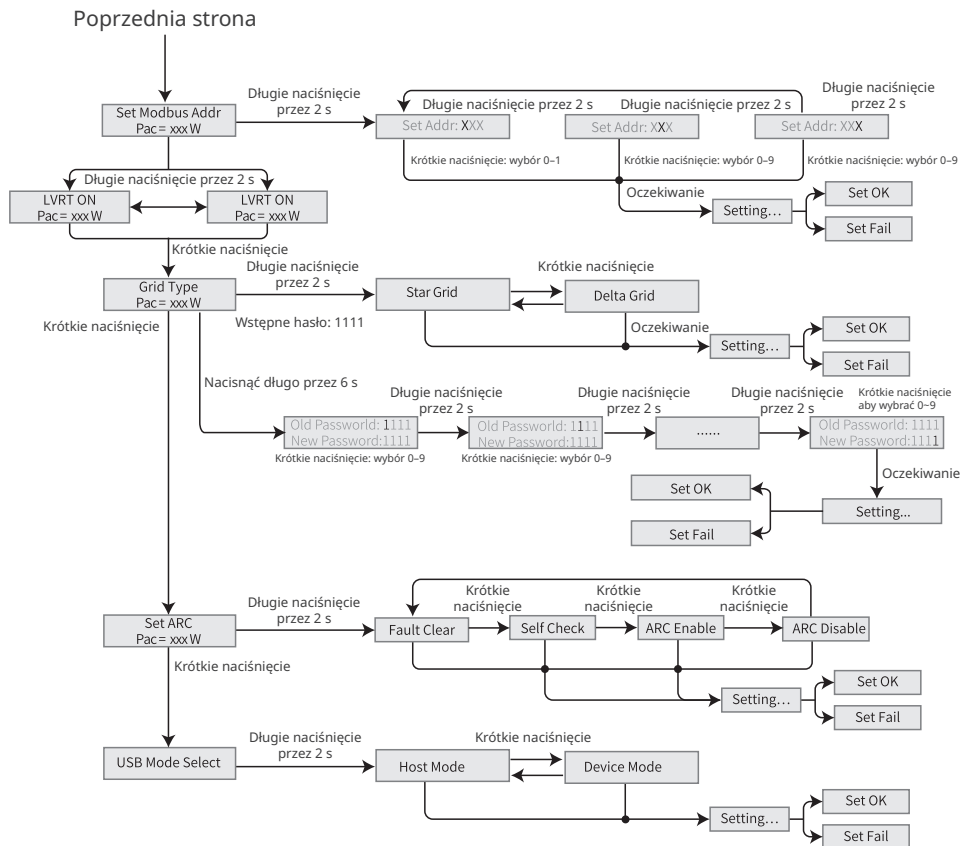 Poprzednia strona
Set Modbus Addr
Pac = xxx W
Długie naciśnięcie
przez 2 s
Długie naciśnięcie przez 2 s
Długie naciśnięcie przez 2 s
Długie naciśnięcie
przez 2 s
Set Addr: XXX
Set Addr: XXX
Set Addr: XXX
Krótkie naciśnięcie: wybór 0–1
Krótkie naciśnięcie: wybór 0–9
Krótkie naciśnięcie: wybór 0–9
Oczekiwanie
Setting...
Set OK
Set Fail
Długie naciśnięcie przez 2 s
LVRT ON
Pac = xxx W
LVRT ON
Pac = xxx W
Krótkie naciśnięcie
Grid Type
Pac = xxx W
Długie naciśnięcie
przez 2 s
Wstępne hasło: 1111
Star Grid
Krótkie naciśnięcie
Delta Grid
Oczekiwanie
Setting...
Set OK
Set Fail
Krótkie naciśnięcie
Nacisnąć długo przez 6 s
Old Passworld: 1111
New Password:1111
Krótkie naciśnięcie: wybór 0–9
Długie naciśnięcie
przez 2 s
Old Passworld: 1111
New Password:1111
Krótkie naciśnięcie: wybór 0–9
Długie naciśnięcie
przez 2 s
......
Długie naciśnięcie
przez 2 s
Krótkie naciśnięcie
aby wybrać 0~9
Old Passworld: 1111
New Password:1111
Oczekiwanie
Setting...
Set OK
Set Fail
Set ARC
Pac = xxx W
Długie naciśnięcie
przez 2 s
Fault Clear
Krótkie
naciśnięcie
Self Check
Krótkie
naciśnięcie
ARC Enable
Krótkie
naciśnięcie
ARC Disable
Setting...
Set OK
Set Fail
Krótkie naciśnięcie
USB Mode Select
Długie naciśnięcie
przez 2 s
Host Mode
Krótkie naciśnięcie
Device Mode
Setting...
Set OK
Set Fail